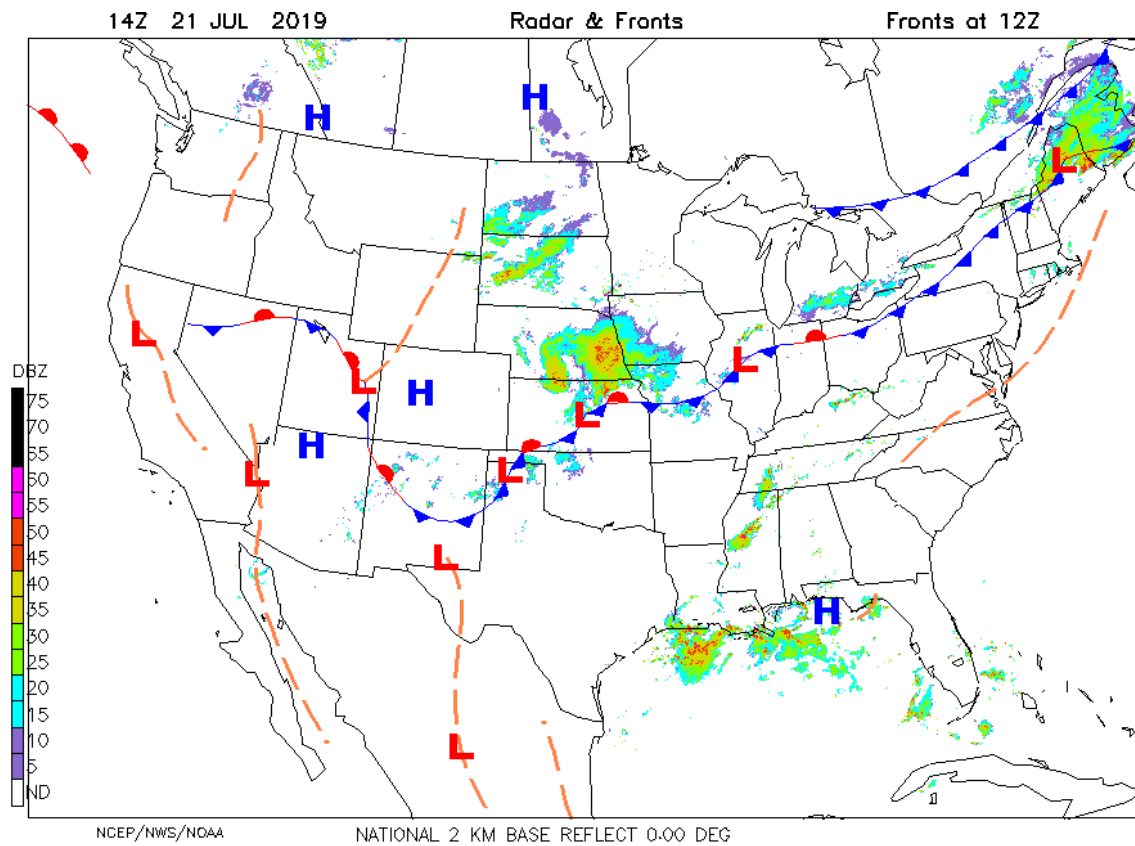 14Z 21 JUL 2019 Radar & Fronts Fronts at 12Z
H
H
L
L
L
H
L
L
H
L
L
L
H
L
DBZ
75
70
65
60
55
50
45
40
35
30
25
20
15
10
5
ND
NCEP/NWS/NOAA NATIONAL 2 KM BASE REFLECT 0.00 DEG